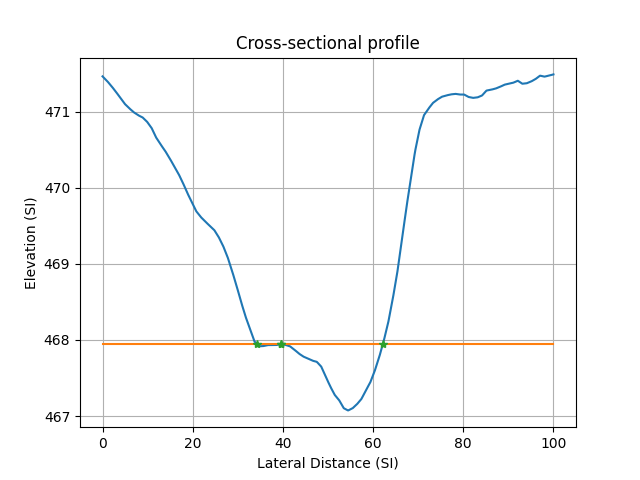 Cross-sectional profile
Elevation (SI)
471
470
469
468
467
0 20 40 60 80 100
Lateral Distance (SI)